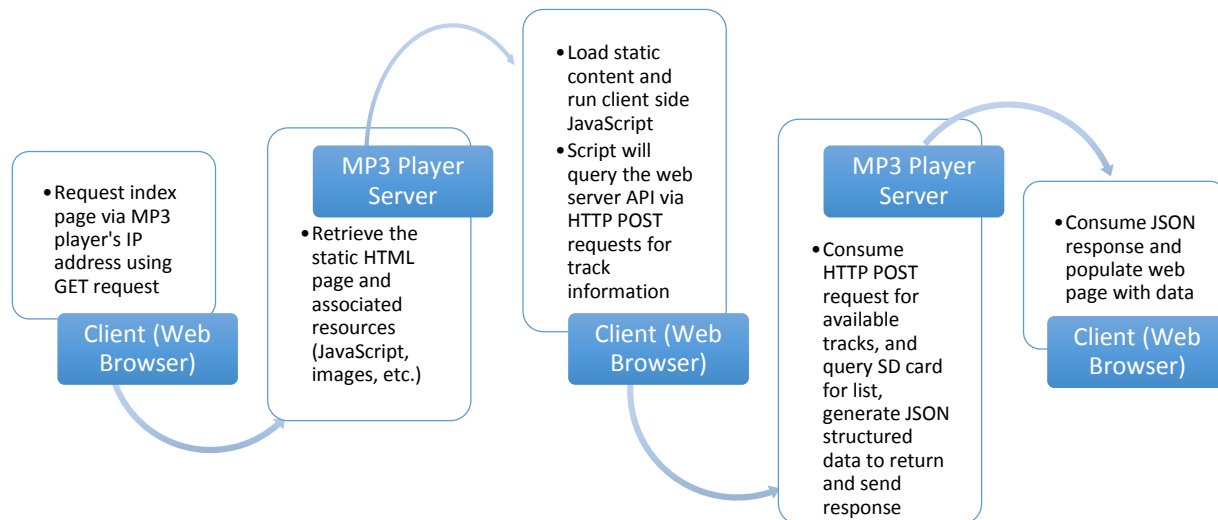 •Request index
page via MP3
player's IP
address using
GET request
Client (Web
Browser)
MP3 Player
Server
•Retrieve the
static HTML
page and
associated
resources
(JavaScript,
images, etc.)
•Load static
content and
run client side
JavaScript
•Script will
query the web
server API via
HTTP POST
requests for
track
information
Client (Web
Browser)
MP3 Player
Server
•Consume
HTTP POST
request for
available
tracks, and
query SD card
for list,
generate JSON
structured
data to return
and send
response
•Consume JSON
response and
populate web
page with data
Client (Web
Browser)